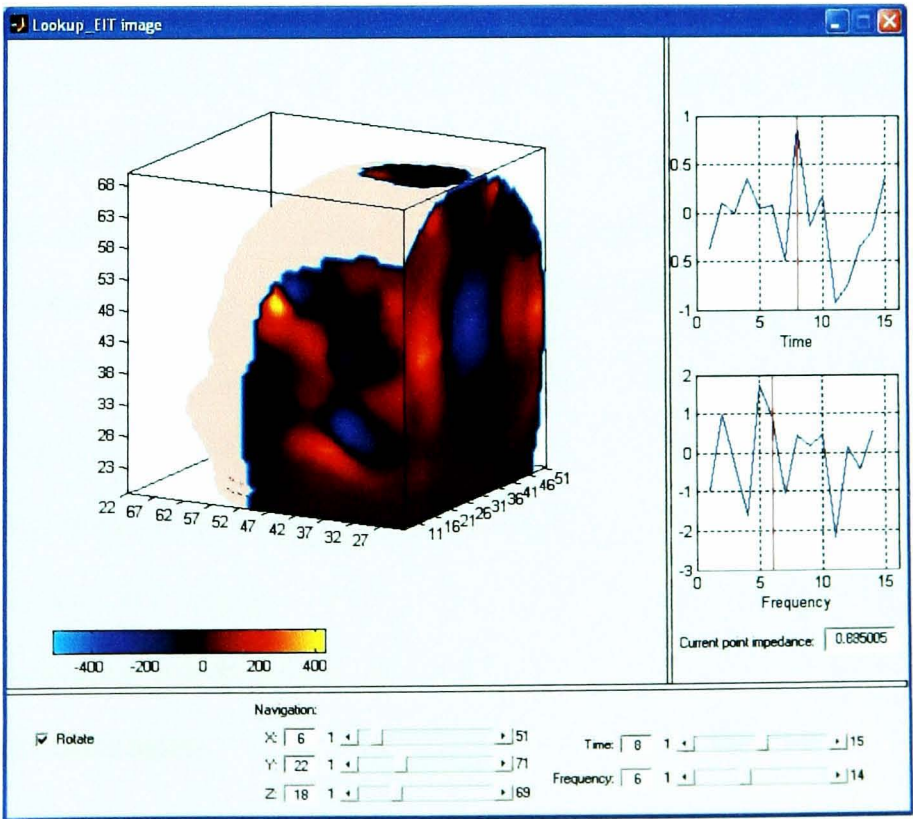 Lookup_EIT image
68
63
58
53
48
43
38
33
28
23
22 67 62 57 52 47 42 37 32 27
11 16 21 26 31 36 41 46 51
-400 -200 0 200 400
1
0.5
0
0.5
-1
0 5 10 15
Time
2
1
0
-1
-2
-3
0 5 10 15
Frequency
Current point impedance: 0.885005
Rotate
Navigation:
X: 6 1 51
Y: 22 1 71
Z: 18 1 69
Time: 8 1 15
Frequency: 6 1 14